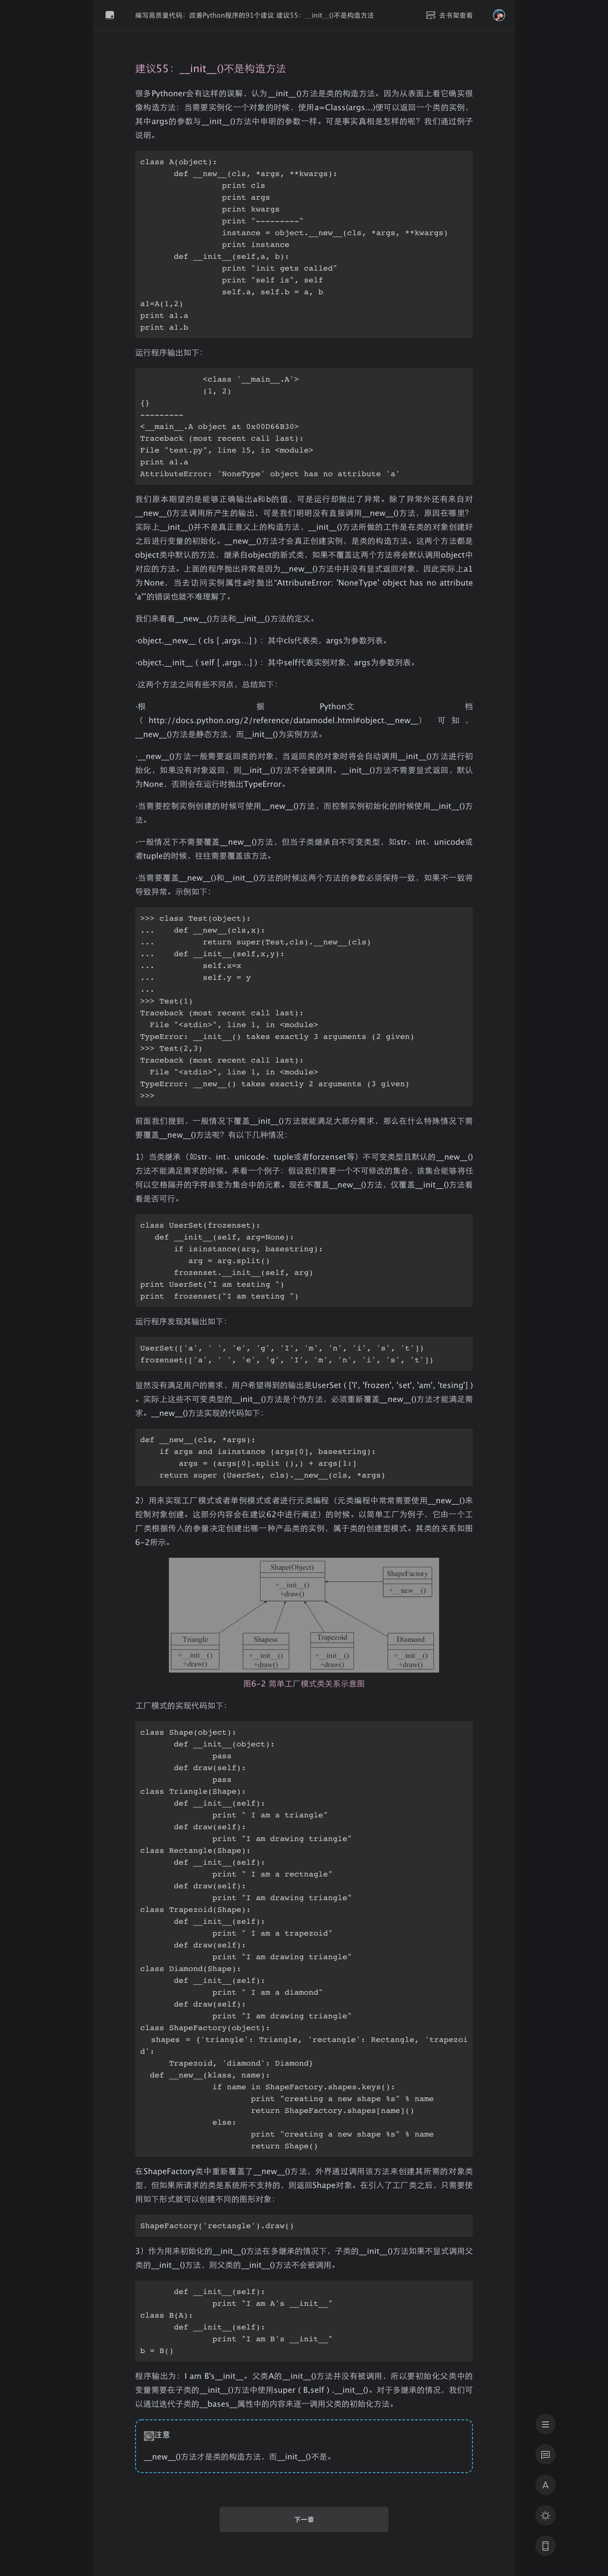 编写高质量代码：改善Python程序的91个建议 建议55：__init__()不是构造方法
去书架查看
建议55：__init__()不是构造方法
很多Pythoner会有这样的误解，认为__init__()方法是类的构造方法。因为从表面上看它确实很
像构造方法：当需要实例化一个对象的时候，使用a=Class(args...)便可以返回一个类的实例，
其中args的参数与__init__()方法中申明的参数一样。可是事实真相是怎样的呢？我们通过例子
说明。
class A(object):
def __new__(cls, *args, **kwargs):
print cls
print args
print kwargs
print "---------"
instance = object.__new__(cls, *args, **kwargs)
print instance
def __init__(self,a, b):
print "init gets called"
print "self is", self
self.a, self.b = a, b
a1=A(1,2)
print a1.a
print a1.b
运行程序输出如下：
<class '__main__.A'>
(1, 2)
{}
---------
<__main__.A object at 0x00D66B30>
Traceback (most recent call last):
File "test.py", line 15, in <module>
print a1.a
AttributeError: 'NoneType' object has no attribute 'a'
我们原本期望的是能够正确输出a和b的值，可是运行却抛出了异常。除了异常外还有来自对
__new__()方法调用所产生的输出，可是我们明明没有直接调用__new__()方法，原因在哪里？
实际上__init__()并不是真正意义上的构造方法，__init__()方法所做的工作是在类的对象创建好
之后进行变量的初始化。__new__()方法才会真正创建实例，是类的构造方法。这两个方法都是
object类中默认的方法，继承自object的新式类，如果不覆盖这两个方法将会默认调用object中
对应的方法。上面的程序抛出异常是因为__new__()方法中并没有显式返回对象，因此实际上a1
为None，当去访问实例属性a时抛出“AttributeError: 'NoneType' object has no attribute
'a'”的错误也就不难理解了。
我们来看看__new__()方法和__init__()方法的定义。
·object.__new__（cls [ ,args...]）：其中cls代表类，args为参数列表。
·object.__init__（self [ ,args...]）：其中self代表实例对象，args为参数列表。
·这两个方法之间有些不同点，总结如下：
·根 据 Python文 档
（http://docs.python.org/2/reference/datamodel.html#object.__new__）可知，
__new__()方法是静态方法，而__init__()为实例方法。
·__new__()方法一般需要返回类的对象，当返回类的对象时将会自动调用__init__()方法进行初
始化，如果没有对象返回，则__init__()方法不会被调用。__init__()方法不需要显式返回，默认
为None，否则会在运行时抛出TypeError。
·当需要控制实例创建的时候可使用__new__()方法，而控制实例初始化的时候使用__init__()方
法。
·一般情况下不需要覆盖__new__()方法，但当子类继承自不可变类型，如str、int、unicode或
者tuple的时候，往往需要覆盖该方法。
·当需要覆盖__new__()和__init__()方法的时候这两个方法的参数必须保持一致，如果不一致将
导致异常。示例如下：
>>> class Test(object):
... def __new__(cls,x):
... return super(Test,cls).__new__(cls)
... def __init__(self,x,y):
... self.x=x
... self.y = y
...
>>> Test(1)
Traceback (most recent call last):
File "<stdin>", line 1, in <module>
TypeError: __init__() takes exactly 3 arguments (2 given)
>>> Test(2,3)
Traceback (most recent call last):
File "<stdin>", line 1, in <module>
TypeError: __new__() takes exactly 2 arguments (3 given)
>>>
前面我们提到，一般情况下覆盖__init__()方法就能满足大部分需求，那么在什么特殊情况下需
要覆盖__new__()方法呢？有以下几种情况：
1）当类继承（如str、int、unicode、tuple或者forzenset等）不可变类型且默认的__new__()
方法不能满足需求的时候。来看一个例子：假设我们需要一个不可修改的集合，该集合能够将任
何以空格隔开的字符串变为集合中的元素。现在不覆盖__new__()方法，仅覆盖__init__()方法看
看是否可行。
class UserSet(frozenset):
def __init__(self, arg=None):
if isinstance(arg, basestring):
arg = arg.split()
frozenset.__init__(self, arg)
print UserSet("I am testing ")
print  frozenset("I am testing ")
运行程序发现其输出如下：
UserSet(['a', ' ', 'e', 'g', 'I', 'm', 'n', 'i', 's', 't'])
frozenset(['a', ' ', 'e', 'g', 'I', 'm', 'n', 'i', 's', 't'])
显然没有满足用户的需求，用户希望得到的输出是UserSet（['I', 'frozen', 'set', 'am', 'tesing']）
。实际上这些不可变类型的__init__()方法是个伪方法，必须重新覆盖__new__()方法才能满足需
求。__new__()方法实现的代码如下：
def __new__(cls, *args):
if args and isinstance (args[0], basestring):
args = (args[0].split (),) + args[1:]
return super (UserSet, cls).__new__(cls, *args)
2）用来实现工厂模式或者单例模式或者进行元类编程（元类编程中常常需要使用__new__()来
控制对象创建。这部分内容会在建议62中进行阐述）的时候。以简单工厂为例子，它由一个工
厂类根据传人的参量决定创建出哪一种产品类的实例，属于类的创建型模式。其类的关系如图
6-2所示。
Shape(Object)
+__init__()
+draw()
ShapeFactory
+__new__()
Triangle
+__init__()
+draw()
Shapess
+__init__()
+draw()
Trapezoid
+__init__()
+draw()
Diamond
+__init__()
+draw()
图6-2 简单工厂模式类关系示意图
工厂模式的实现代码如下：
class Shape(object):
def __init__(object):
pass
def draw(self):
pass
class Triangle(Shape):
def __init__(self):
print " I am a triangle"
def draw(self):
print "I am drawing triangle"
class Rectangle(Shape):
def __init__(self):
print " I am a rectnagle"
def draw(self):
print "I am drawing triangle"
class Trapezoid(Shape):
def __init__(self):
print " I am a trapezoid"
def draw(self):
print "I am drawing triangle"
class Diamond(Shape):
def __init__(self):
print " I am a diamond"
def draw(self):
print "I am drawing triangle"
class ShapeFactory(object):
shapes = {'triangle': Triangle, 'rectangle': Rectangle, 'trapezoi
d':
Trapezoid, 'diamond': Diamond}
def __new__(klass, name):
if name in ShapeFactory.shapes.keys():
print "creating a new shape %s" % name
return ShapeFactory.shapes[name]()
else:
print "creating a new shape %s" % name
return Shape()
在ShapeFactory类中重新覆盖了__new__()方法，外界通过调用该方法来创建其所需的对象类
型，但如果所请求的类是系统所不支持的，则返回Shape对象。在引入了工厂类之后，只需要使
用如下形式就可以创建不同的图形对象：
ShapeFactory('rectangle').draw()
3）作为用来初始化的__init__()方法在多继承的情况下，子类的__init__()方法如果不显式调用父
类的__init__()方法，则父类的__init__()方法不会被调用。
def __init__(self):
print "I am A's __init__"
class B(A):
def __init__(self):
print "I am B's __init__"
b = B()
程序输出为：I am B's__init__。父类A的__init__()方法并没有被调用，所以要初始化父类中的
变量需要在子类的__init__()方法中使用super（B,self）.__init__()。对于多继承的情况，我们可
以通过迭代子类的__bases__属性中的内容来逐一调用父类的初始化方法。
注意
__new__()方法才是类的构造方法，而__init__()不是。
下一章
A